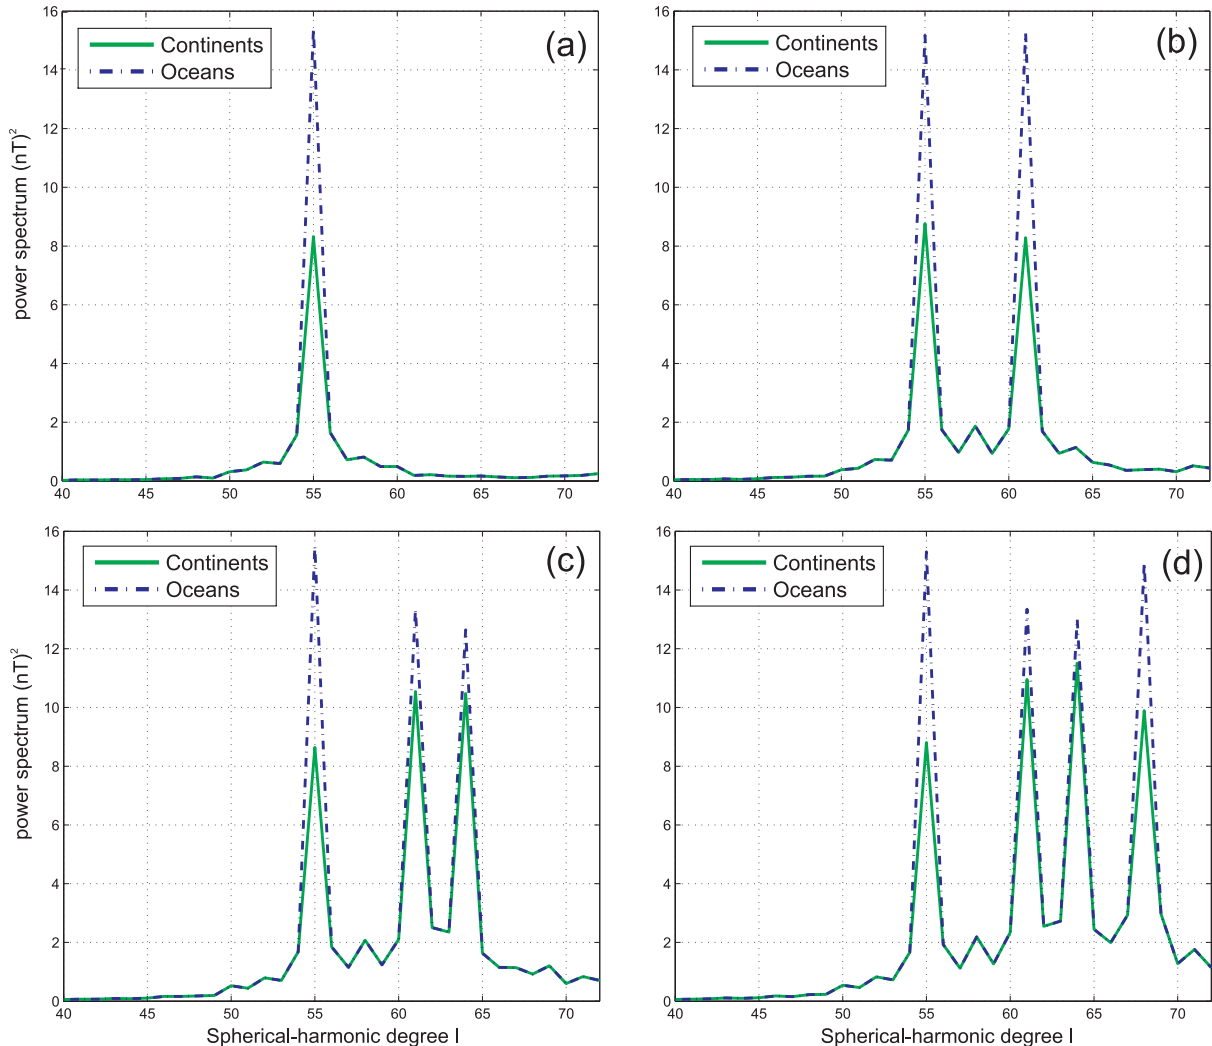 16
14
12
10
8
6
4
2
0
power spectrum (nT)²
Continents
Oceans
(a)
40 45 50 55 60 65 70
16
14
12
10
8
6
4
2
0
Continents
Oceans
(b)
40 45 50 55 60 65 70
16
14
12
10
8
6
4
2
0
power spectrum (nT)²
Continents
Oceans
(c)
40 45 50 55 60 65 70
Spherical-harmonic degree l
16
14
12
10
8
6
4
2
0
Continents
Oceans
(d)
40 45 50 55 60 65 70
Spherical-harmonic degree l